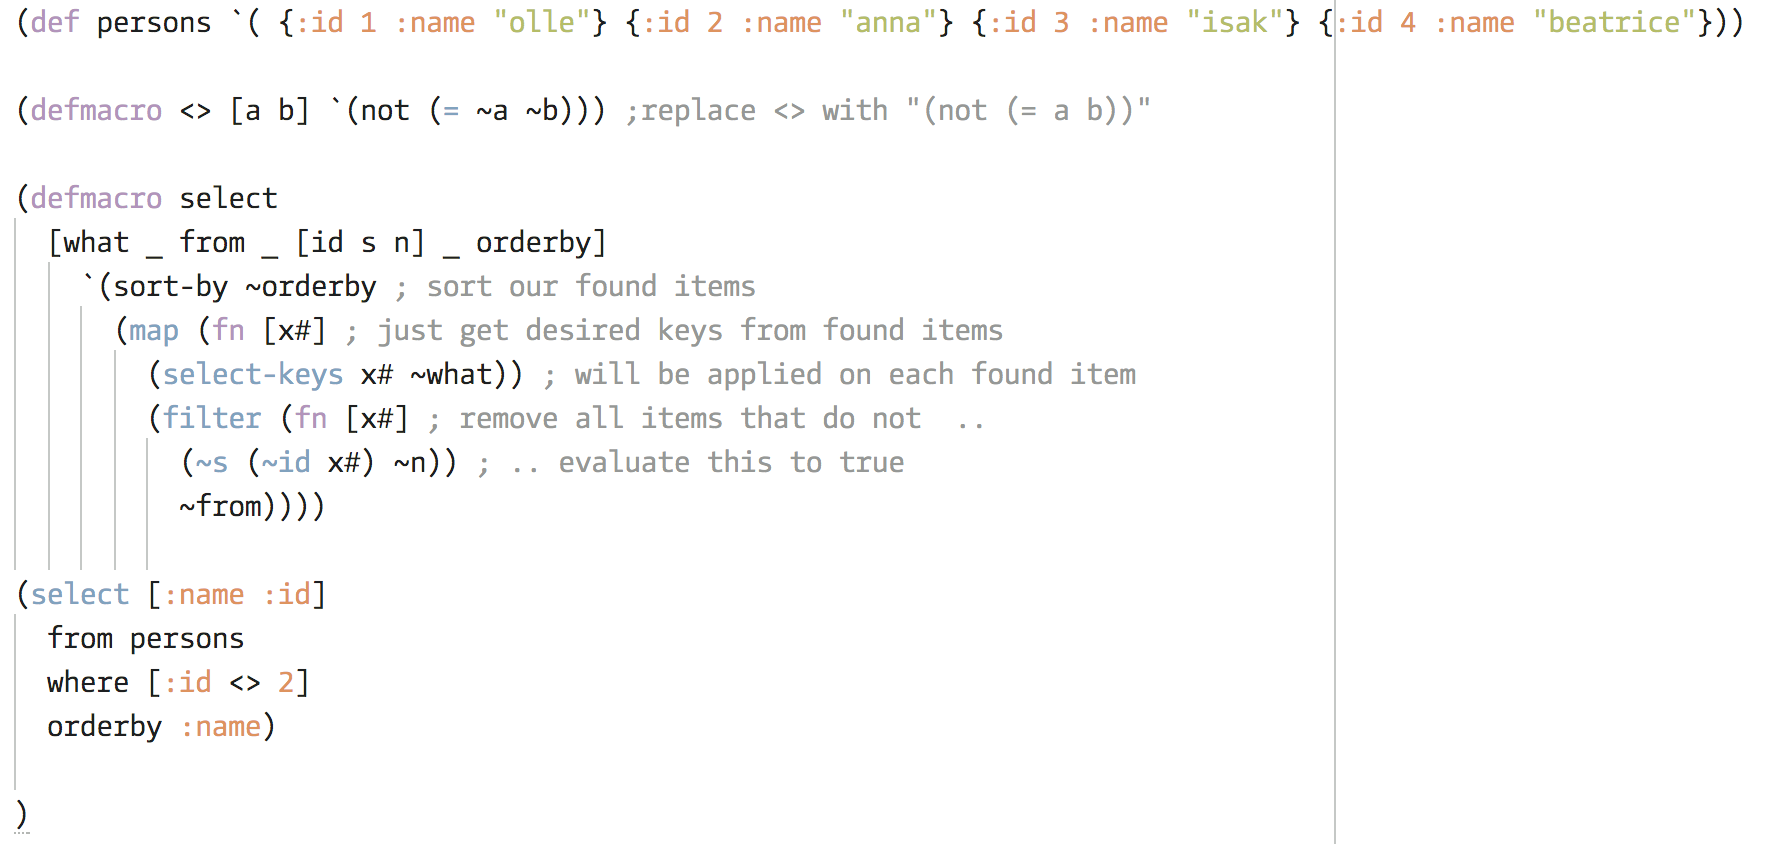 (def persons `( {:id 1 :name "olle"} {:id 2 :name "anna"} {:id 3 :name "isak"} {:id 4 :name "beatrice"}))
(defmacro <> [a b] `(not (= ~a ~b))) ;replace <> with "(not (= a b))"
(defmacro select
[what _ from _ [id s n] _ orderby]
`(sort-by ~orderby ; sort our found items
(map (fn [x#] ; just get desired keys from found items
(select-keys x# ~what)) ; will be applied on each found item
(filter (fn [x#] ; remove all items that do not  ..
(~s (~id x#) ~n)) ; .. evaluate this to true
~from))))
(select [:name :id]
from persons
where [:id <> 2]
orderby :name)
)